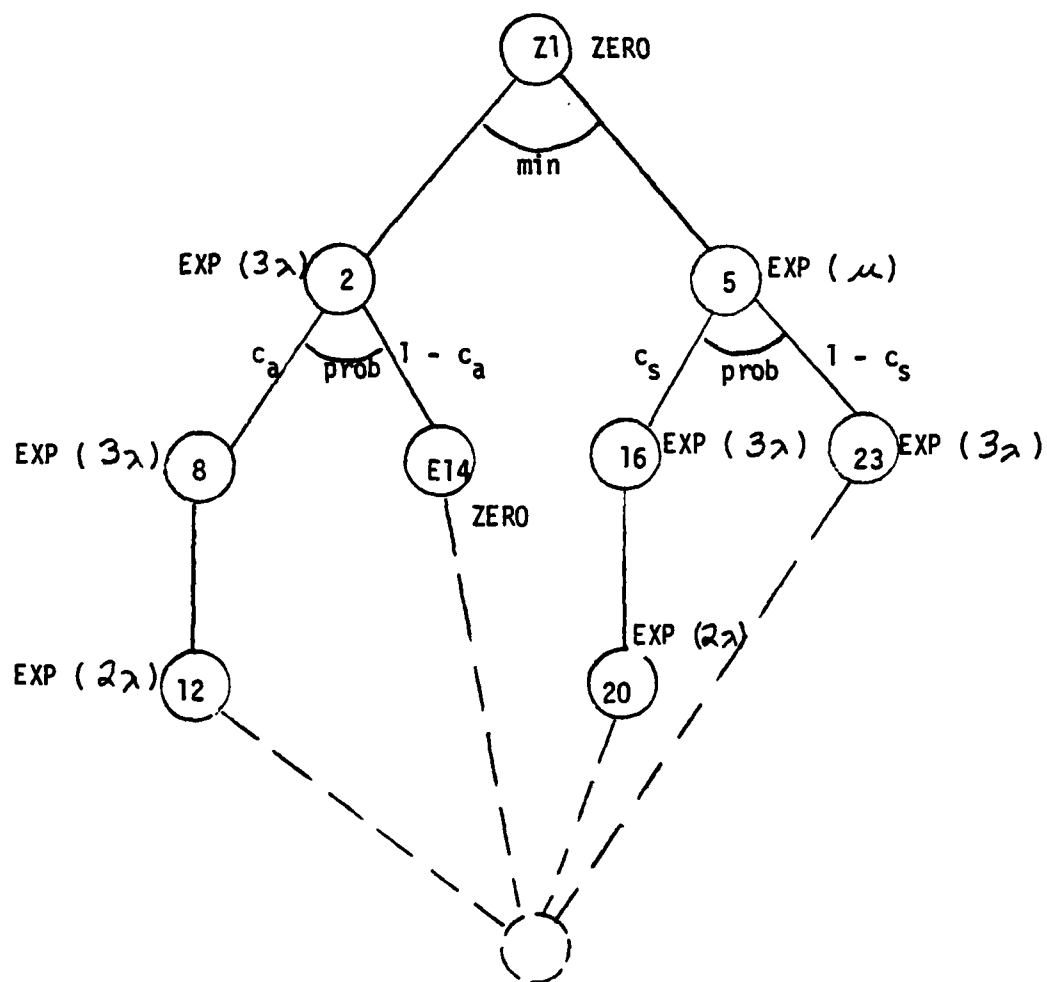 Z1 ZERO
min
EXP (3λ) 2
5 EXP (μ)
c_a prob 1 - c_a
c_s prob 1 - c_s
EXP (3λ) 8
E14
ZERO
16 EXP (3λ)
23 EXP (3λ)
EXP (2λ) 12
EXP (2λ)
20